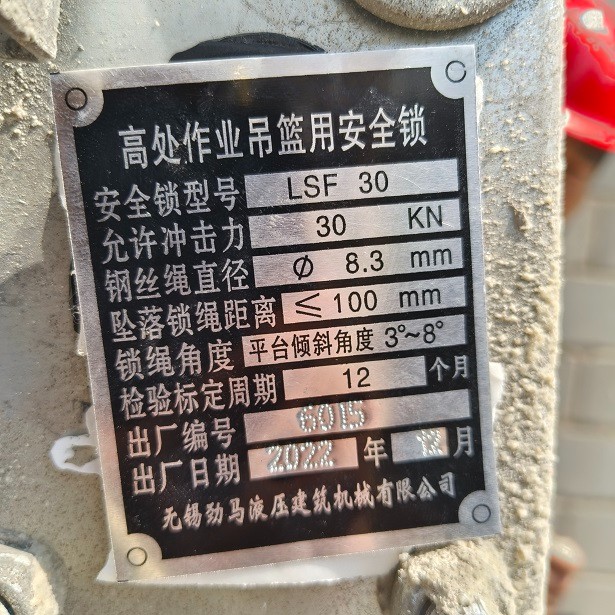 高处作业吊篮用安全锁
安全锁型号 LSF 30
允许冲击力 30 KN
钢丝绳直径 Ø 8.3 mm
坠落锁绳距离 ≤100 mm
锁绳角度 平台倾斜角度 3°~8°
检验标定周期 12 个月
出厂编号 6015
出厂日期 2022 年 12 月
无锡劲马液压建筑机械有限公司